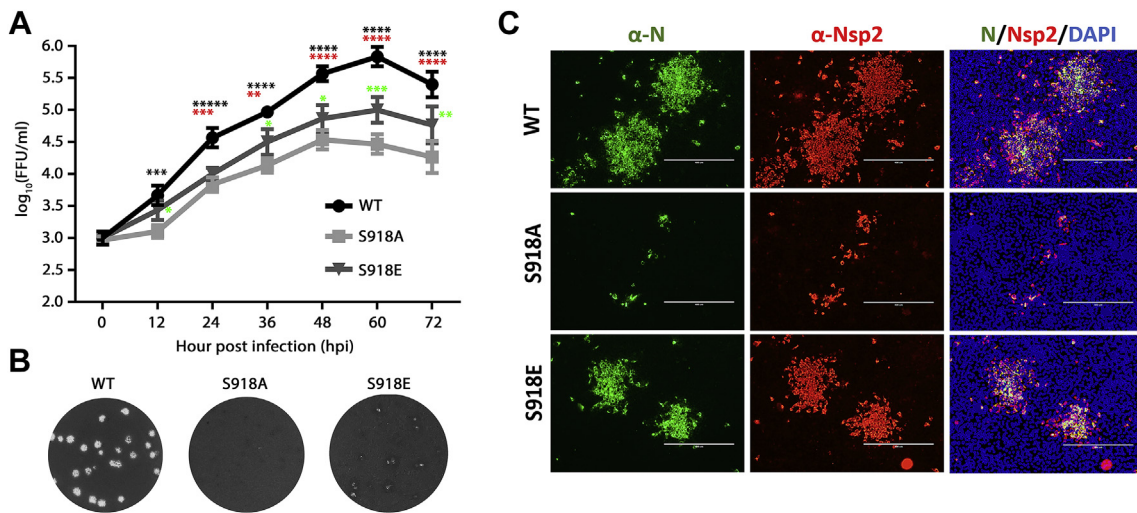 A
log10(FFU/ml)
6.0
5.5
5.0
4.5
4.0
3.5
3.0
2.5
2.0
***
*
*****
***
****
**
*
****
****
*
****
****
***
****
****
**
WT
S918A
S918E
0 12 24 36 48 60 72
Hour post infection (hpi)
B
WT S918A S918E
C
α-N α-Nsp2 N/Nsp2/DAPI
WT
S918A
S918E